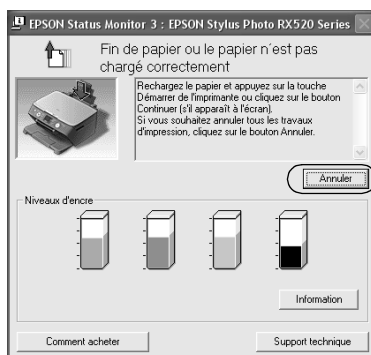 EPSON Status Monitor 3 : EPSON Stylus Photo RX520 Series
Fin de papier ou le papier n´est pas
chargé correctement
Rechargez le papier et appuyez sur la touche
Démarrer de l'imprimante ou cliquez sur le bouton
Continuer (s'il apparaît à l'écran).
Si vous souhaitez annuler tous les travaux
d'impression, cliquez sur le bouton Annuler.
Annuler
Niveaux d'encre
Information
Comment acheter
Support technique